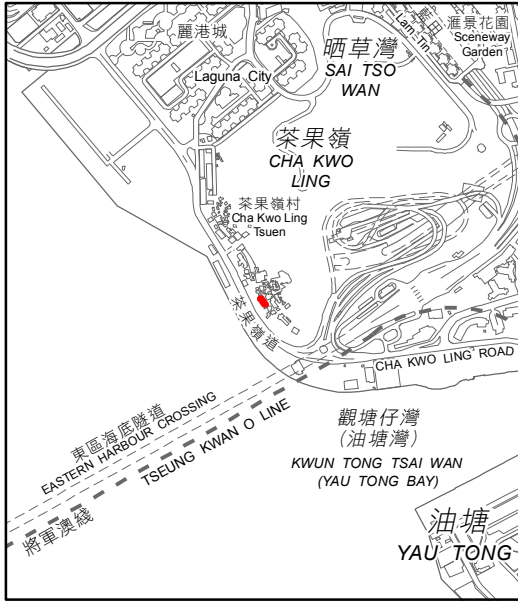 麗港城
Laguna City
晒草灣
SAI TSO
WAN
Lam Tin
滙景花園
Sceneway
Garden
茶果嶺
CHA KWO
LING
茶果嶺村
Cha Kwo Ling
Tsuen
茶果嶺道
CHA KWO LING ROAD
東區海底隧道
EASTERN HARBOUR CROSSING
將軍澳綫
TSEUNG KWAN O LINE
觀塘仔灣
(油塘灣)
KWUN TONG TSAI WAN
(YAU TONG BAY)
油塘
YAU TONG